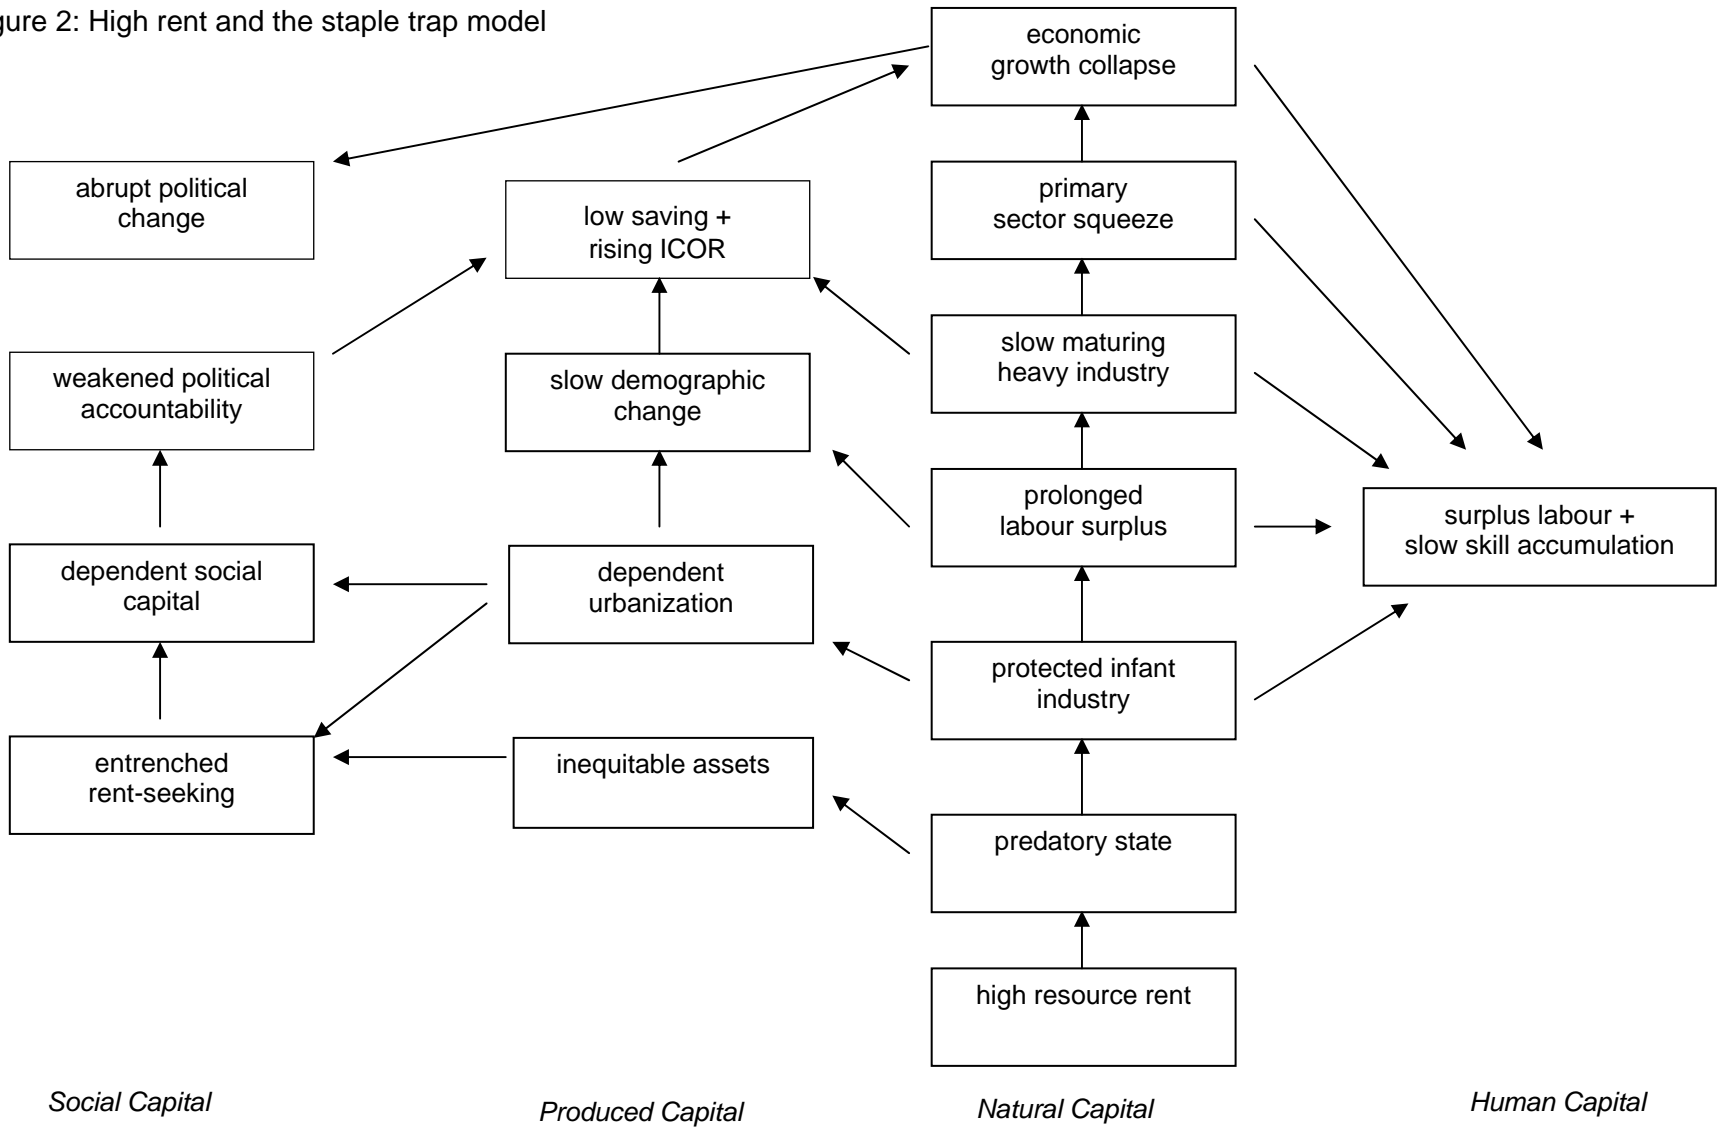 gure 2: High rent and the staple trap model
economic
growth collapse
abrupt political
change
low saving +
rising ICOR
primary
sector squeeze
weakened political
accountability
slow demographic
change
slow maturing
heavy industry
prolonged
labour surplus
surplus labour +
slow skill accumulation
dependent social
capital
dependent
urbanization
protected infant
industry
entrenched
rent-seeking
inequitable assets
predatory state
high resource rent
Social Capital
Produced Capital
Natural Capital
Human Capital